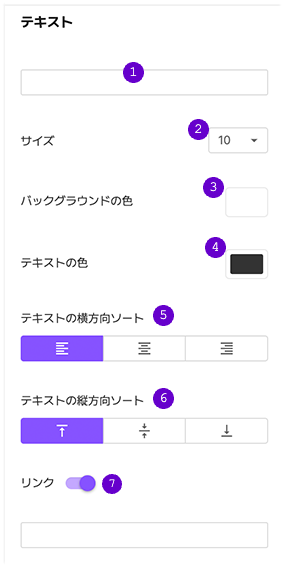 テキスト
1
サイズ 2 10
バックグラウンドの色 3
テキストの色 4
テキストの横方向ソート 5
テキストの縦方向ソート 6
リンク 7